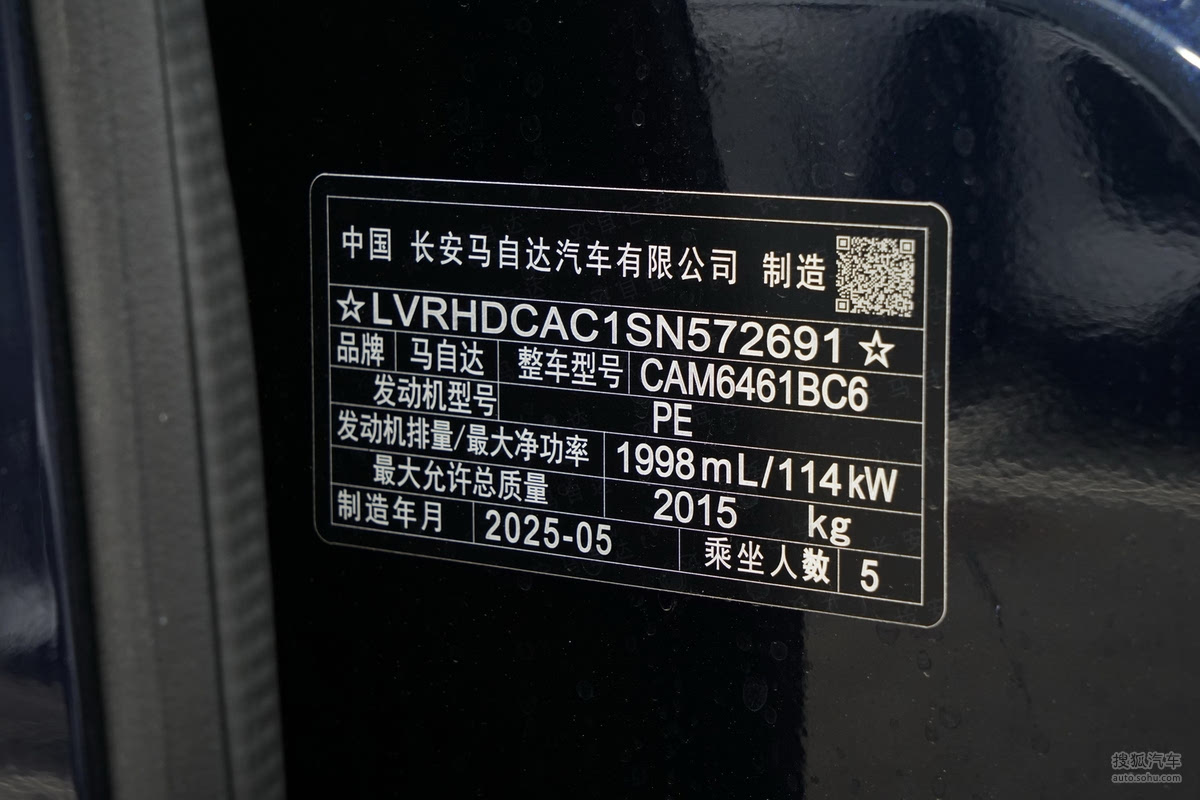 中国 长安马自达汽车有限公司 制造
☆LVRHDCAC1SN572691☆
品牌 马自达 整车型号 CAM6461BC6
发动机型号 PE
发动机排量/最大净功率 1998mL/114kW
最大允许总质量 2015 kg
制造年月 2025-05 乘坐人数 5
搜狐汽车
auto.sohu.com